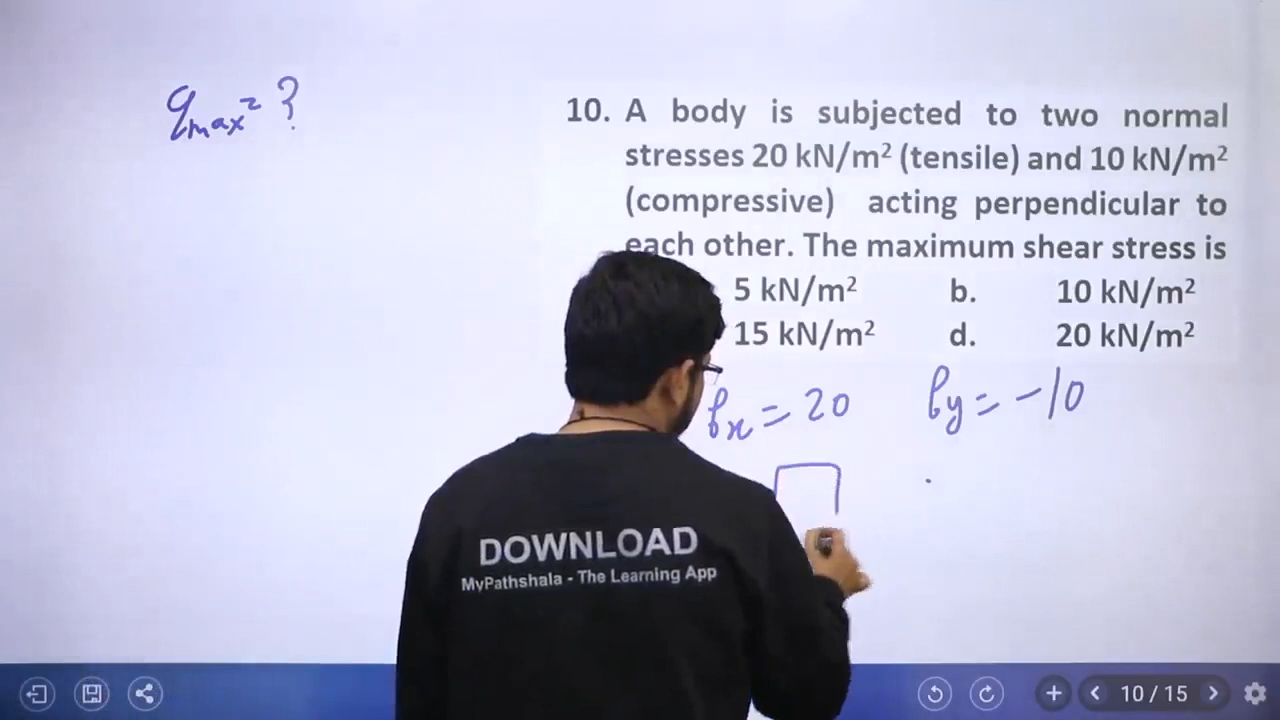 qmax = ?
10. A body is subjected to two normal
stresses 20 kN/m² (tensile) and 10 kN/m²
(compressive) acting perpendicular to
each other. The maximum shear stress is
5 kN/m² b. 10 kN/m²
15 kN/m² d. 20 kN/m²
fx = 20 fy = -10
DOWNLOAD
MyPathshala - The Learning App
10 / 15